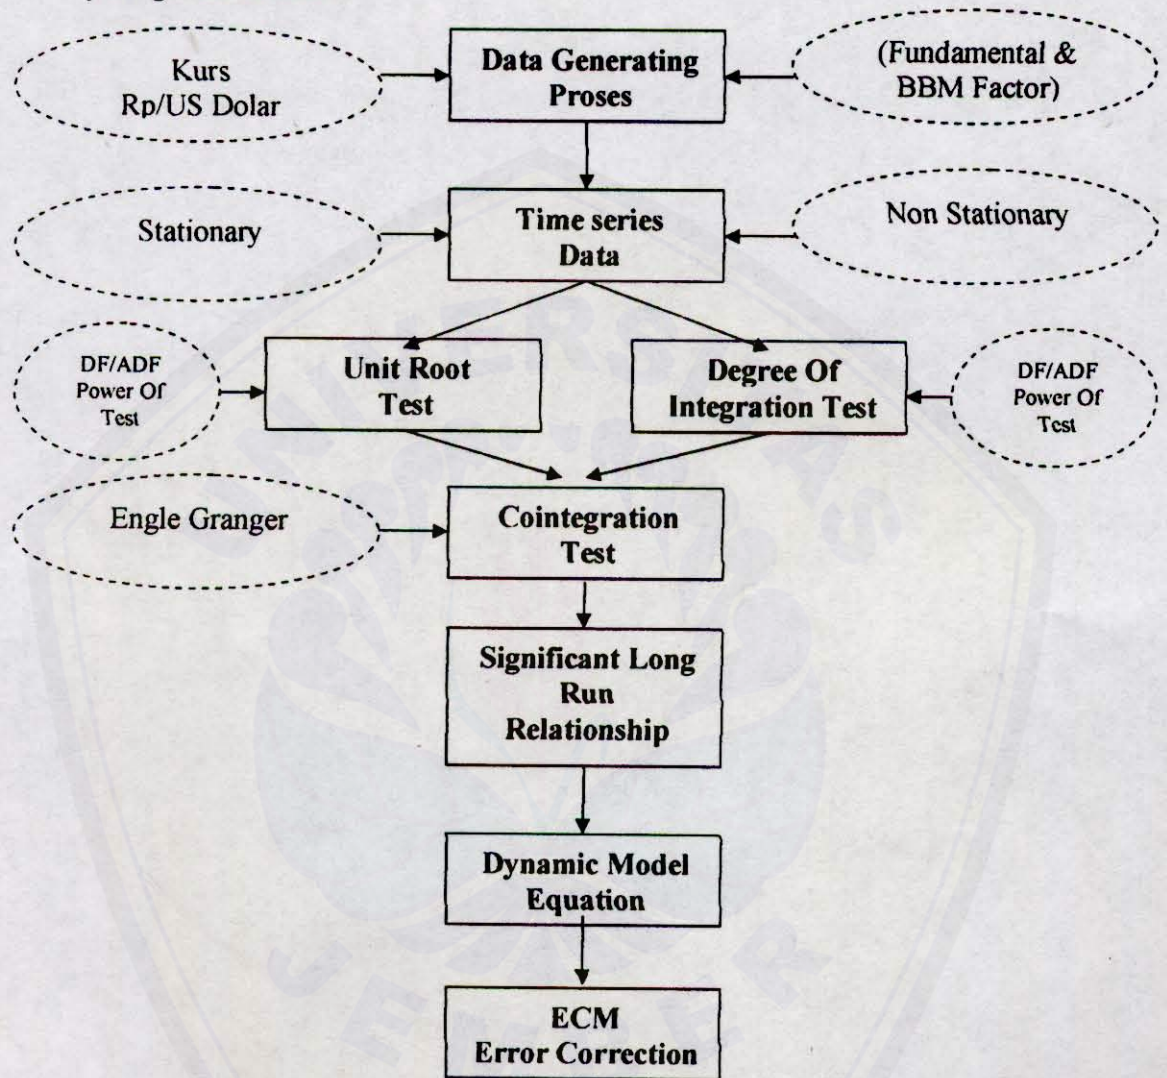 Kurs
Rp/US Dolar
Data Generating
Proses
(Fundamental &
BBM Factor)
Stationary
Time series
Data
Non Stationary
DF/ADF
Power Of
Test
Unit Root
Test
Degree Of
Integration Test
DF/ADF
Power Of
Test
Engle Granger
Cointegration
Test
Significant Long
Run
Relationship
Dynamic Model
Equation
ECM
Error Correction
UNIVERSITAS
JEMBER